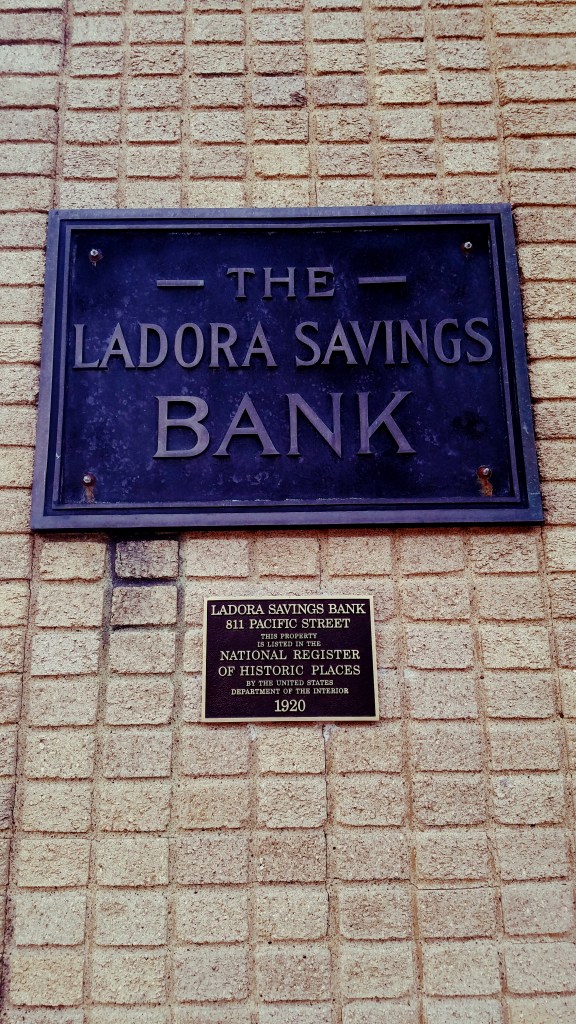 THE
LADORA SAVINGS
BANK
LADORA SAVINGS BANK
811 PACIFIC STREET
THIS PROPERTY
IS LISTED IN THE
NATIONAL REGISTER
OF HISTORIC PLACES
BY THE UNITED STATES
DEPARTMENT OF THE INTERIOR
1920